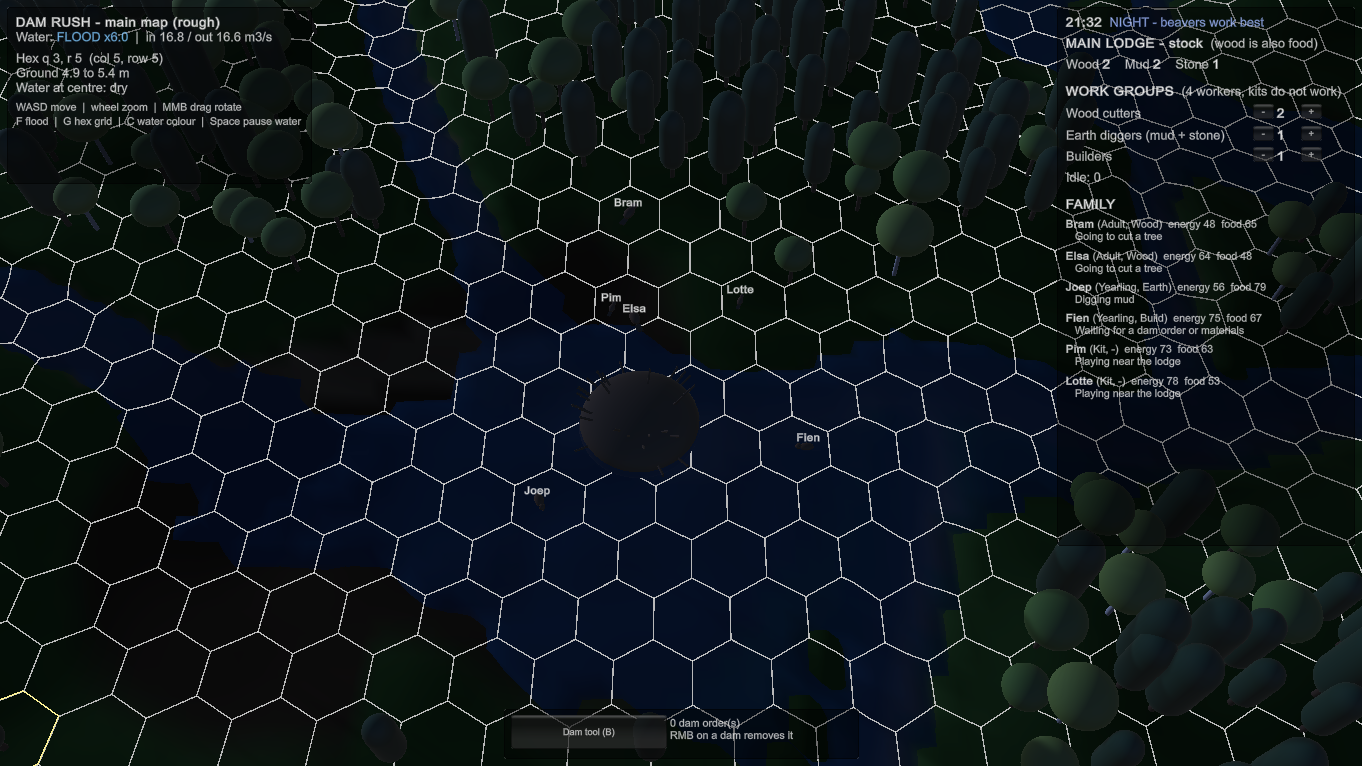 DAM RUSH - main map (rough)
Water: FLOOD x6.0 | in 16.8 / out 16.6 m3/s
Hex q 3, r 5 (col 5, row 5)
Ground 4.9 to 5.4 m
Water at centre: dry
WASD move | wheel zoom | MMB drag rotate
F flood | G hex grid | C water colour | Space pause water
21:32 NIGHT - beavers work best
MAIN LODGE - stock (wood is also food)
Wood 2 Mud 2 Stone 1
WORK GROUPS (4 workers, kits do not work)
Wood cutters - 2 +
Earth diggers (mud + stone) - 1 +
Builders - 1 +
Idle: 0
FAMILY
Bram (Adult, Wood) energy 48 food 65
Going to cut a tree
Elsa (Adult, Wood) energy 64 food 48
Going to cut a tree
Joep (Yearling, Earth) energy 56 food 79
Digging mud
Fien (Yearling, Build) energy 75 food 67
Waiting for a dam order or materials
Pim (Kit, -) energy 73 food 63
Playing near the lodge
Lotte (Kit, -) energy 78 food 53
Playing near the lodge
Bram
Lotte
Pim
Elsa
Fien
Joep
Dam tool (B)
0 dam order(s)
RMB on a dam removes it